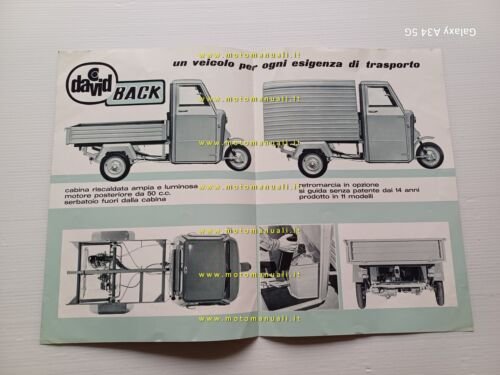 Galaxy A34 5G
david
BACK
un veicolo per ogni esigenza di trasporto
www.motomanuali.it
www.motomanuali.it
cabina riscaldata ampia e luminosa
motore posteriore da 50 c.c.
serbatoio fuori dalla cabina
retromarcia in opzione
si guida senza patente dai 14 anni
prodotto in 11 modelli
www.motomanuali.it
www.motomanuali.it
www.motomanuali.it